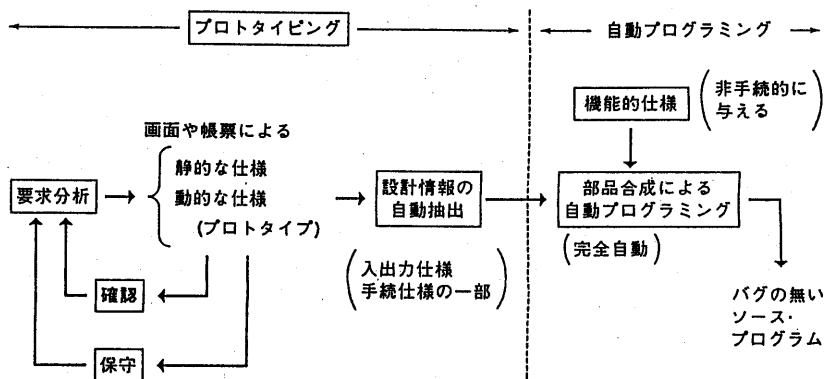 プロトタイピング
自動プログラミング
画面や帳票による
静的な仕様
動的な仕様
(プロトタイプ)
要求分析
確認
保守
設計情報の
自動抽出
(入出力仕様
手続仕様の一部)
機能的仕様
(非手続的に
与える)
部品合成による
自動プログラミング
(完全自動)
バグの無い
ソース・
プログラム